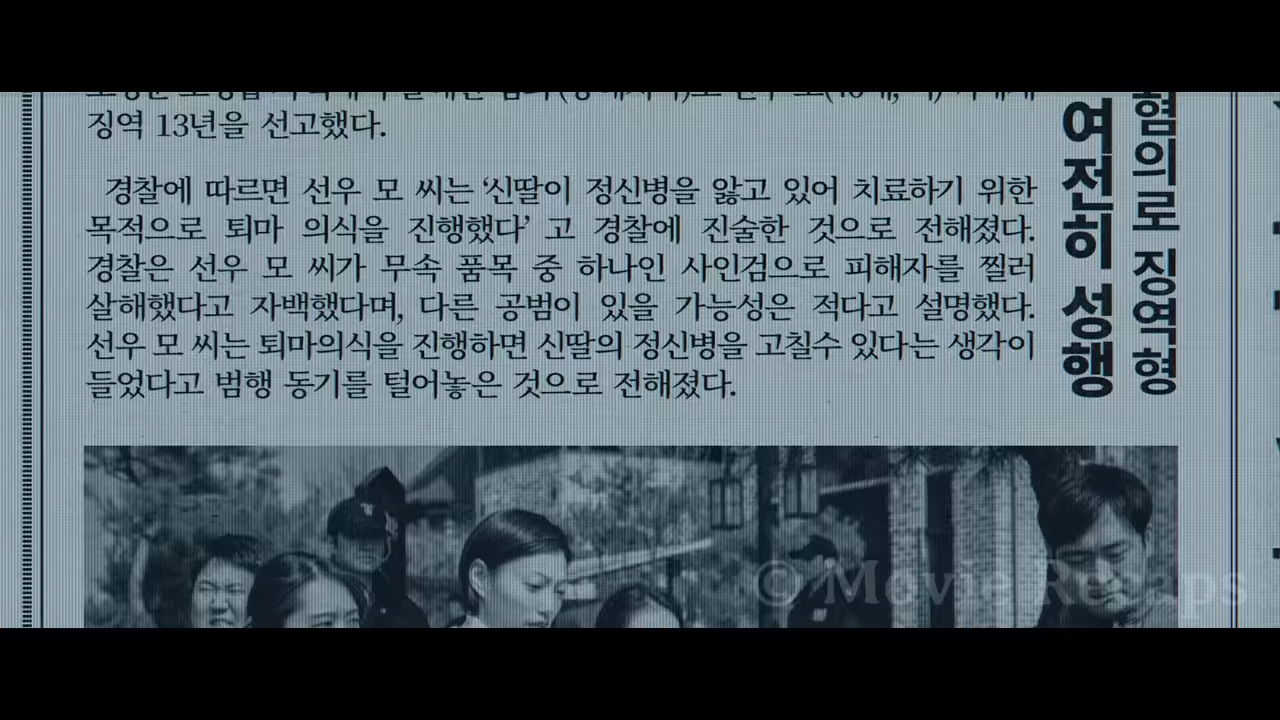 징역 13년을 선고했다.
경찰에 따르면 선우 모 씨는 ‘신딸이 정신병을 앓고 있어 치료하기 위한
목적으로 퇴마 의식을 진행했다’ 고 경찰에 진술한 것으로 전해졌다.
경찰은 선우 모 씨가 무속 품목 중 하나인 사인검으로 피해자를 찔러
살해했다고 자백했다며, 다른 공범이 있을 가능성은 적다고 설명했다.
선우 모 씨는 퇴마의식을 진행하면 신딸의 정신병을 고칠수 있다는 생각이
들었다고 범행 동기를 털어놓은 것으로 전해졌다.
혐의로 징역형
여전히 성행
© Movie Recaps